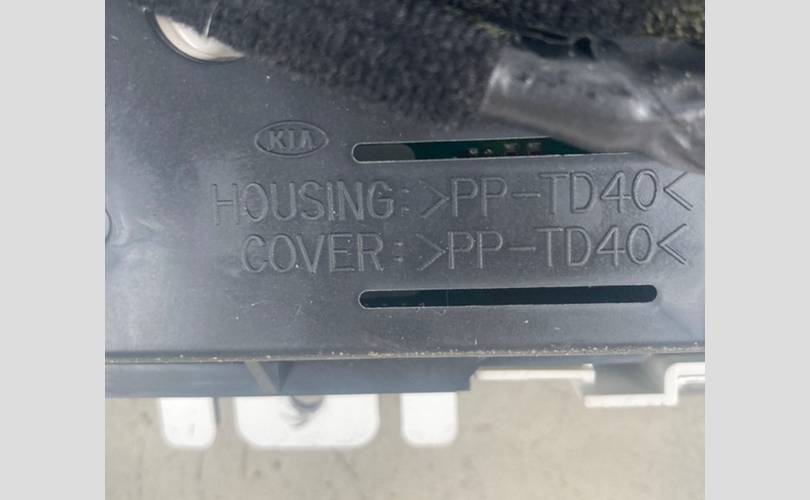 KIA
HOUSING: >PP-TD40<
COVER: >PP-TD40<